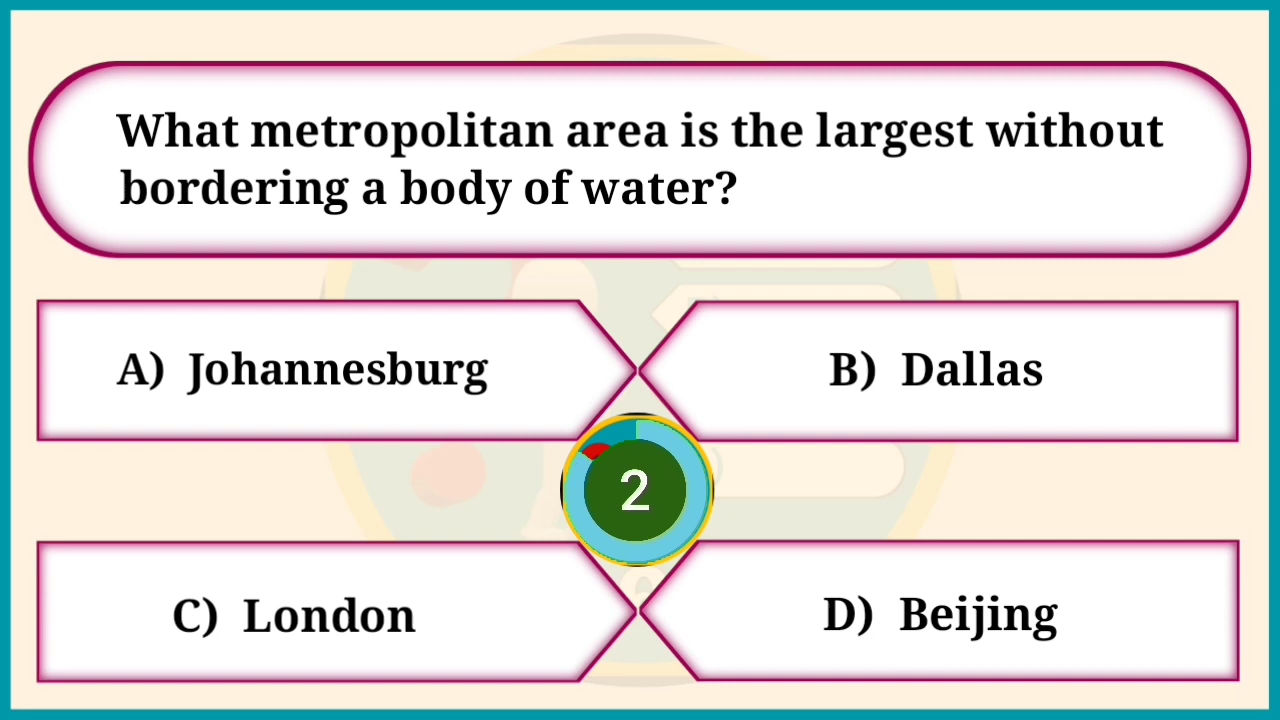 What metropolitan area is the largest without
bordering a body of water?
A) Johannesburg
B) Dallas
2
C) London
D) Beijing